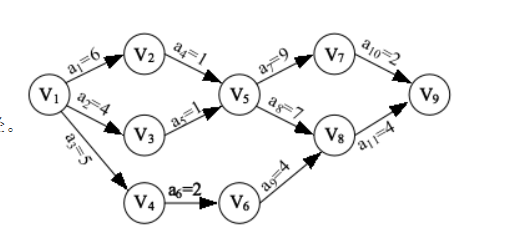 a₁=6
V₂
a₄=1
a₇=9
V₇
a₁₀=2
V₁
a₂=4
V₃
a₅=1
V₅
a₈=7
V₈
a₁₁=4
V₉
a₃=5
V₄
a₆=2
V₆
a₉=4